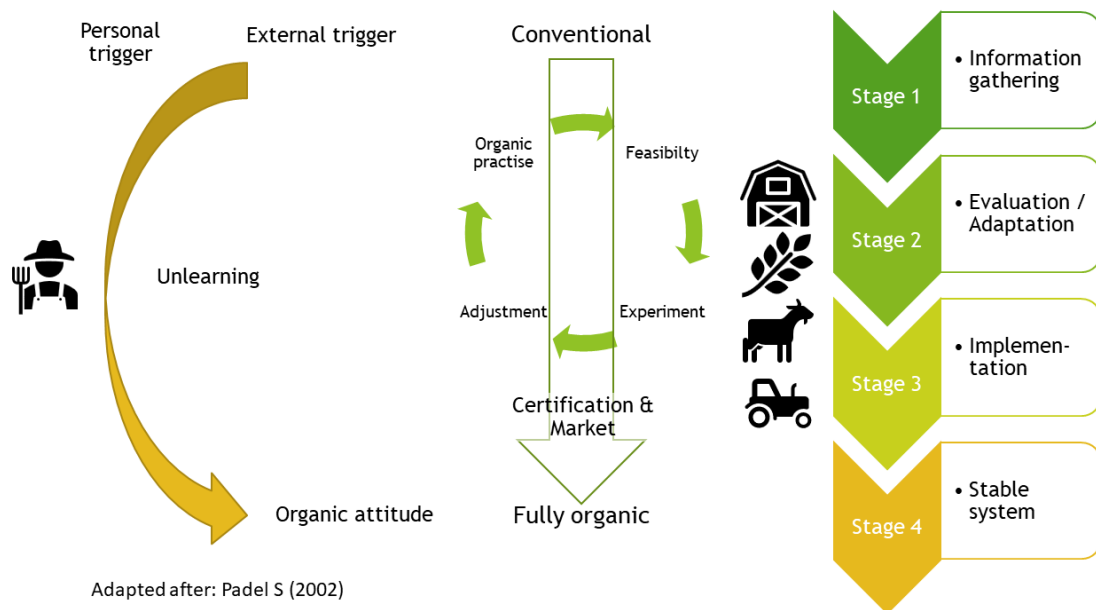 Personal
trigger
External trigger
Unlearning
Organic attitude
Conventional
Organic
practise
Feasibilty
Adjustment
Experiment
Certification &
Market
Fully organic
Stage 1
• Information
gathering
Stage 2
• Evaluation /
Adaptation
Stage 3
• Implemen-
tation
Stage 4
• Stable
system
Adapted after: Padel S (2002)